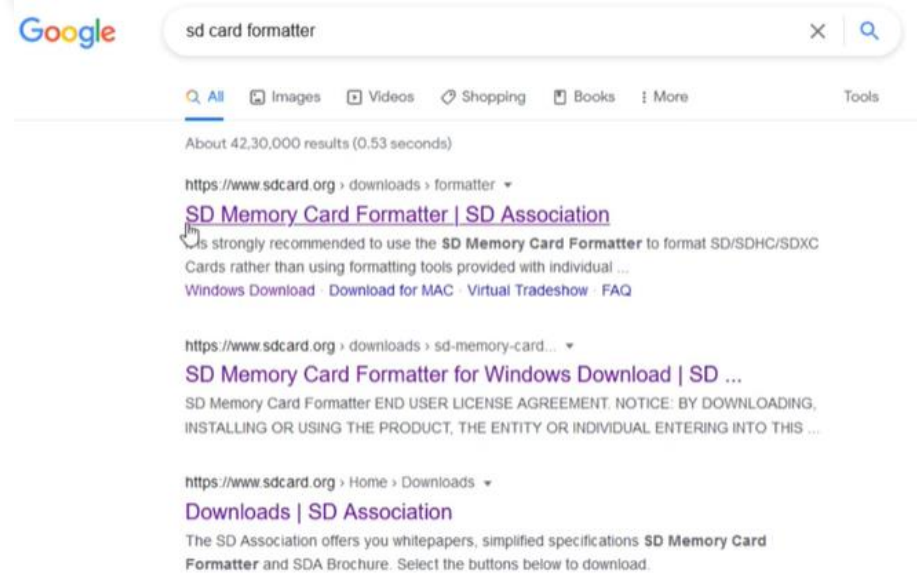 Google
sd card formatter
All Images Videos Shopping Books More Tools
About 42,30,000 results (0.53 seconds)
https://www.sdcard.org › downloads › formatter
SD Memory Card Formatter | SD Association
is strongly recommended to use the SD Memory Card Formatter to format SD/SDHC/SDXC
Cards rather than using formatting tools provided with individual ...
Windows Download · Download for MAC · Virtual Tradeshow · FAQ
https://www.sdcard.org › downloads › sd-memory-card...
SD Memory Card Formatter for Windows Download | SD ...
SD Memory Card Formatter END USER LICENSE AGREEMENT. NOTICE: BY DOWNLOADING,
INSTALLING OR USING THE PRODUCT, THE ENTITY OR INDIVIDUAL ENTERING INTO THIS ...
https://www.sdcard.org › Home › Downloads
Downloads | SD Association
The SD Association offers you whitepapers, simplified specifications SD Memory Card
Formatter and SDA Brochure. Select the buttons below to download.